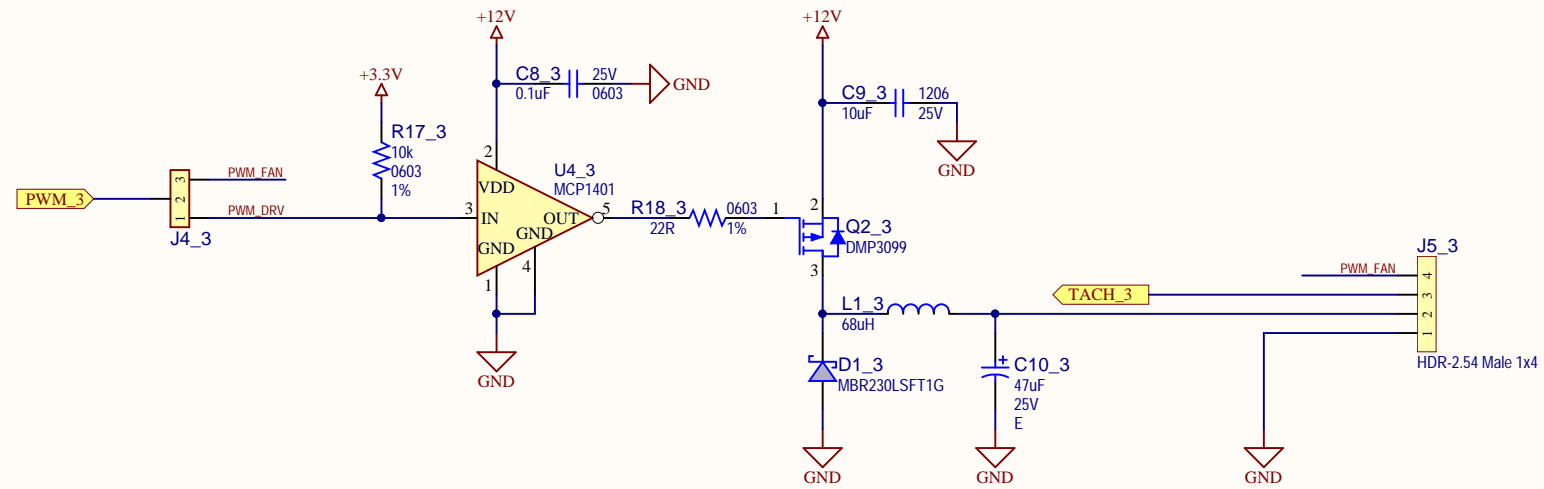 +12V
+12V
C8_3
0.1uF
25V
0603
GND
+3.3V
R17_3
10k
0603
1%
C9_3
10uF
1206
25V
GND
2
VDD
U4_3
MCP1401
PWM_3
3
2
1
J4_3
PWM_FAN
PWM_DRV
3
IN
OUT
5
GND
GND
4
1
GND
R18_3
22R
0603
1%
1
2
Q2_3
DMP3099
3
L1_3
68uH
D1_3
MBR230LSFT1G
GND
C10_3
47uF
25V
E
GND
J5_3
PWM_FAN
TACH_3
4
3
2
1
HDR-2.54 Male 1x4
GND